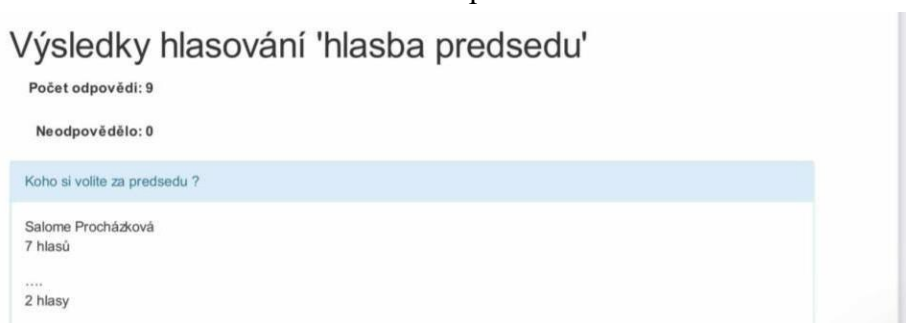 Výsledky hlasování 'hlasba predsedu'
Počet odpovědi: 9
Neodpovědělo: 0
Koho si volite za predsedu ?
Salome Procházková
7 hlasů
....
2 hlasy